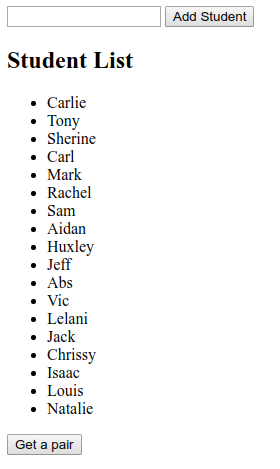 Add Student
Student List
Carlie
Tony
Sherine
Carl
Mark
Rachel
Sam
Aidan
Huxley
Jeff
Abs
Vic
Lelani
Jack
Chrissy
Isaac
Louis
Natalie
Get a pair